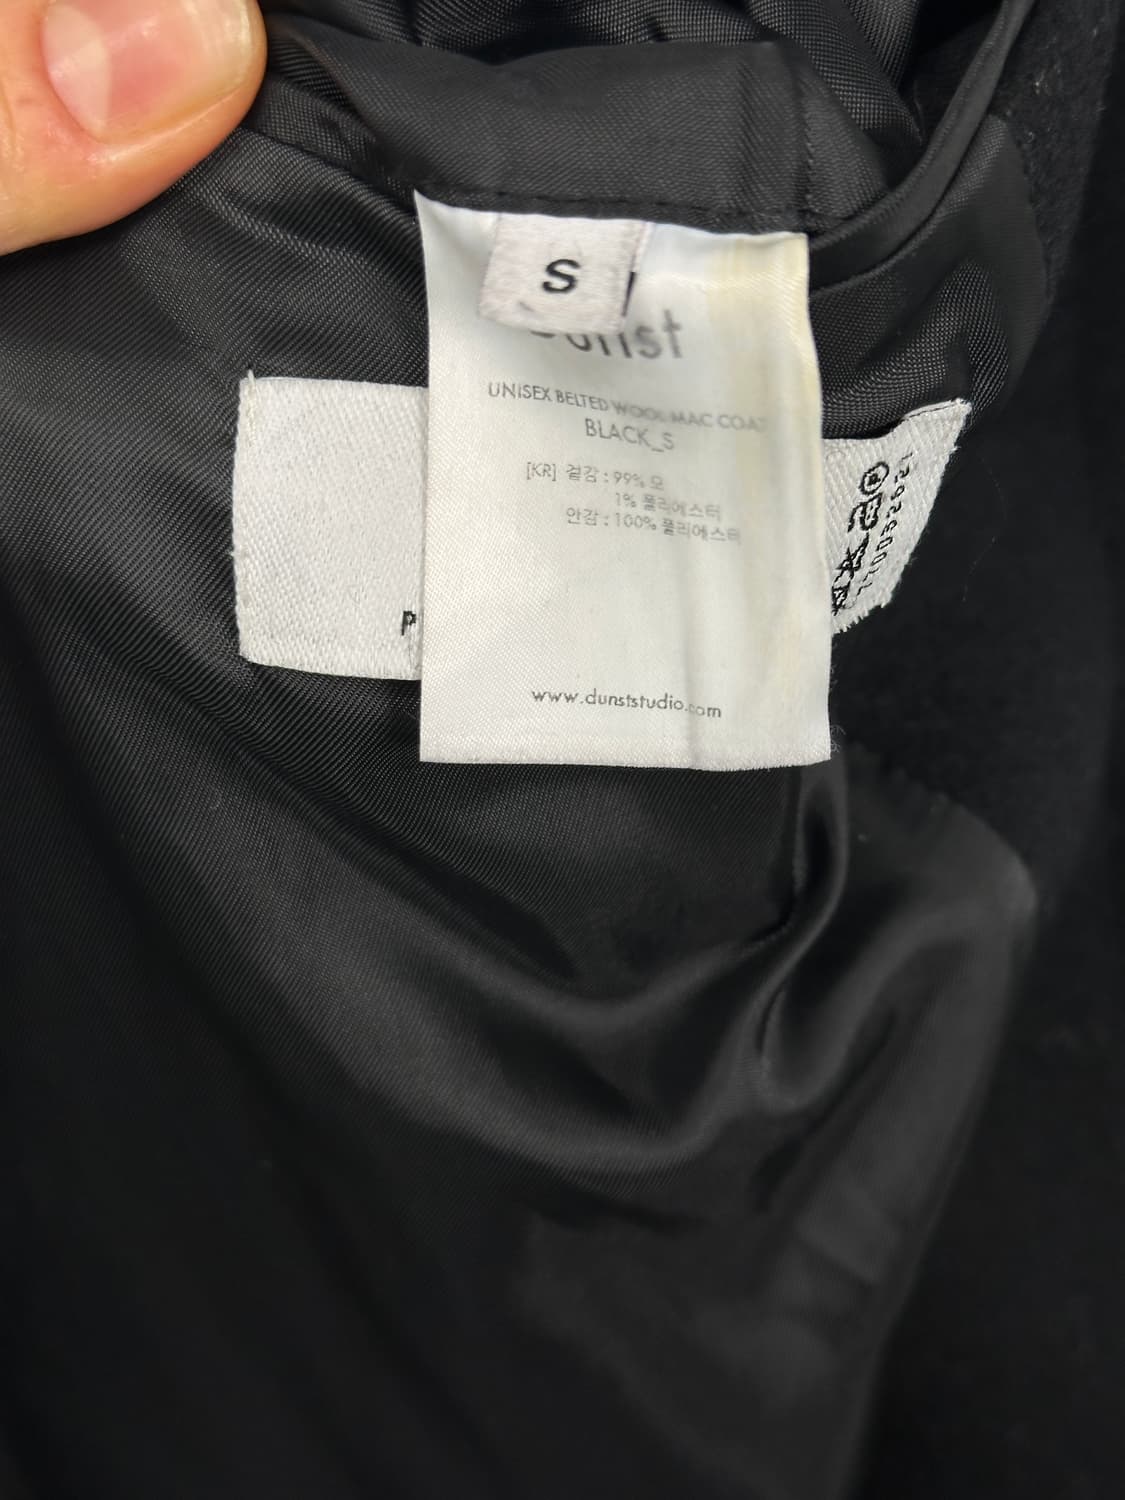 S
UNISEX BELTED WOOL MAC COAT
BLACK_S
[KR] 겉감 : 99% 모
1% 폴리에스터
안감 : 100% 폴리에스터
www.dunststudio.com
P